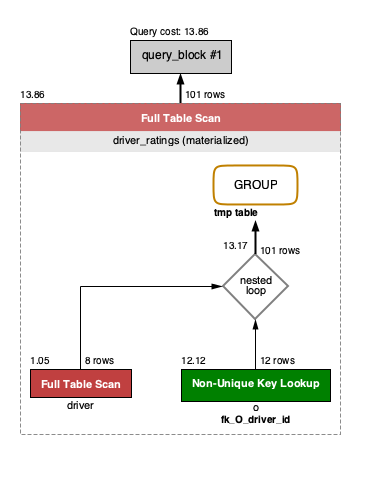 Query cost: 13.86
query_block #1
13.86
101 rows
Full Table Scan
driver_ratings (materialized)
GROUP
tmp table
13.17
101 rows
nested
loop
1.05
8 rows
12.12
12 rows
Full Table Scan
Non-Unique Key Lookup
driver
o
fk_O_driver_id